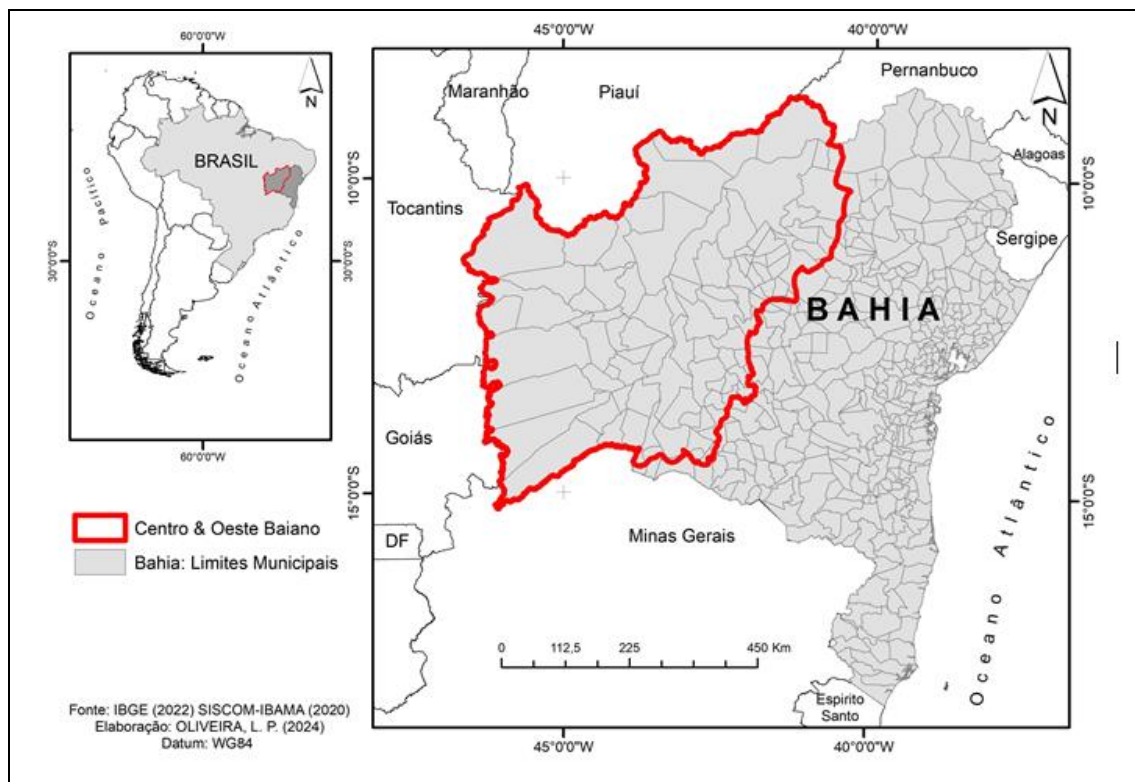 60°0'0"W
N
BRASIL
Oceano Pacífico
Oceano Atlântico
30°0'0"S
30°0'0"S
60°0'0"W
45°0'0"W
40°0'0"W
Maranhão
Piauí
Pernambuco
N
Alagoas
10°0'0"S
10°0'0"S
Tocantins
Sergipe
BAHIA
Goiás
15°0'0"S
15°0'0"S
DF
Minas Gerais
Oceano Atlântico
0
112,5
225
450 Km
Espirito
Santo
45°0'0"W
40°0'0"W
Centro & Oeste Baiano
Bahia: Limites Municipais
Fonte: IBGE (2022) SISCOM-IBAMA (2020)
Elaboração: OLIVEIRA, L. P. (2024)
Datum: WG84